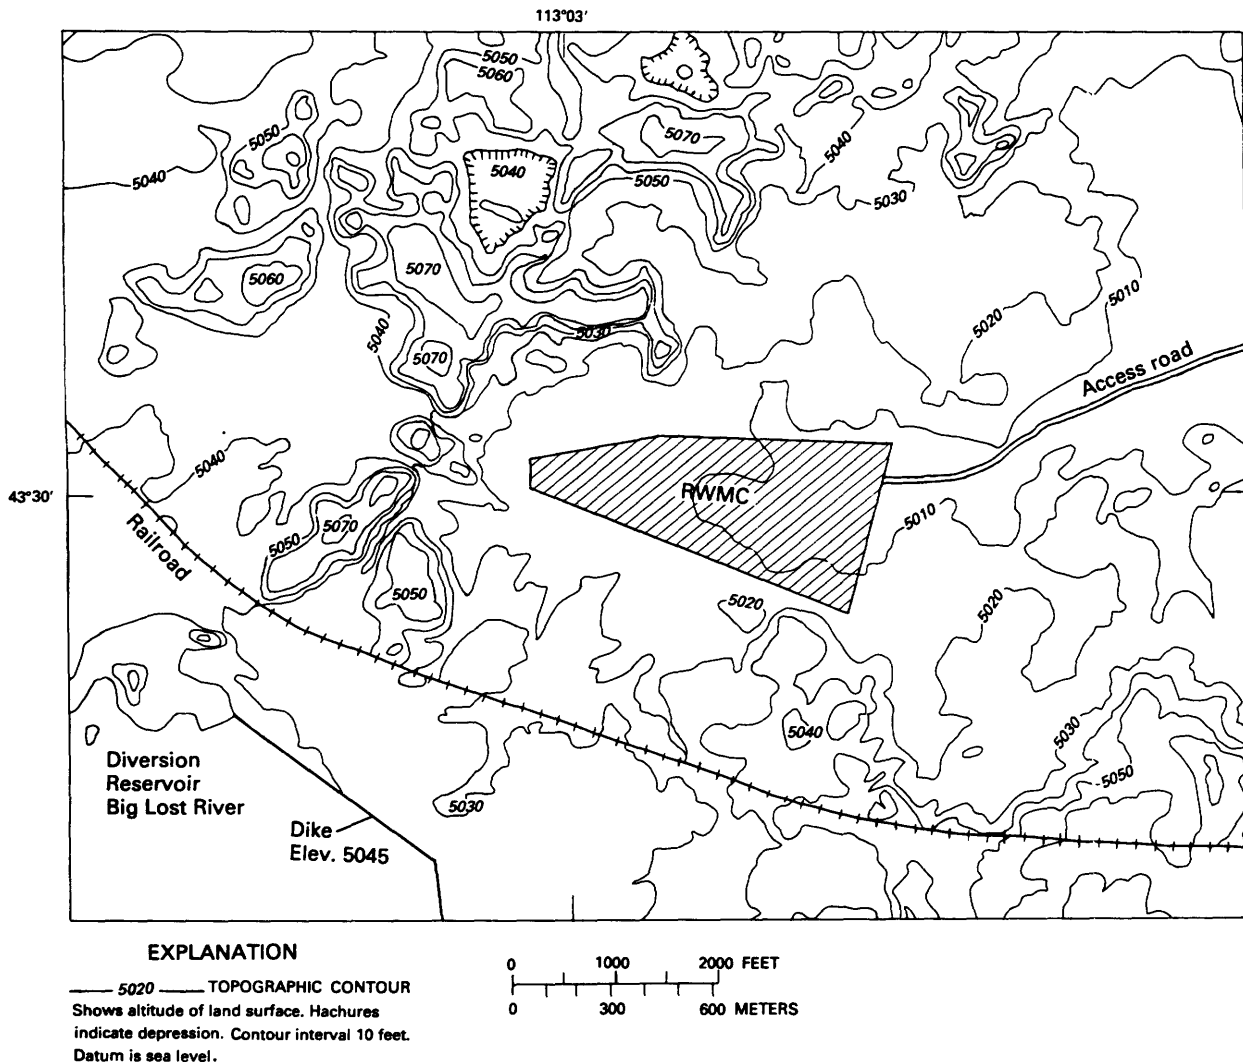 113°03'
5050
5060
5070
5040
5050
5040
5040
5050
5030
5060
5070
5010
5020
5040
5030
5070
Access road
5040
43°30'
RWMC
5010
Railroad
5070
5050
5050
5020
5020
5040
5030
5050
Diversion
Reservoir
Big Lost River
5030
Dike
Elev. 5045
EXPLANATION
5020 TOPOGRAPHIC CONTOUR
Shows altitude of land surface. Hachures
indicate depression. Contour interval 10 feet.
Datum is sea level.
0 1000 2000 FEET
0 300 600 METERS